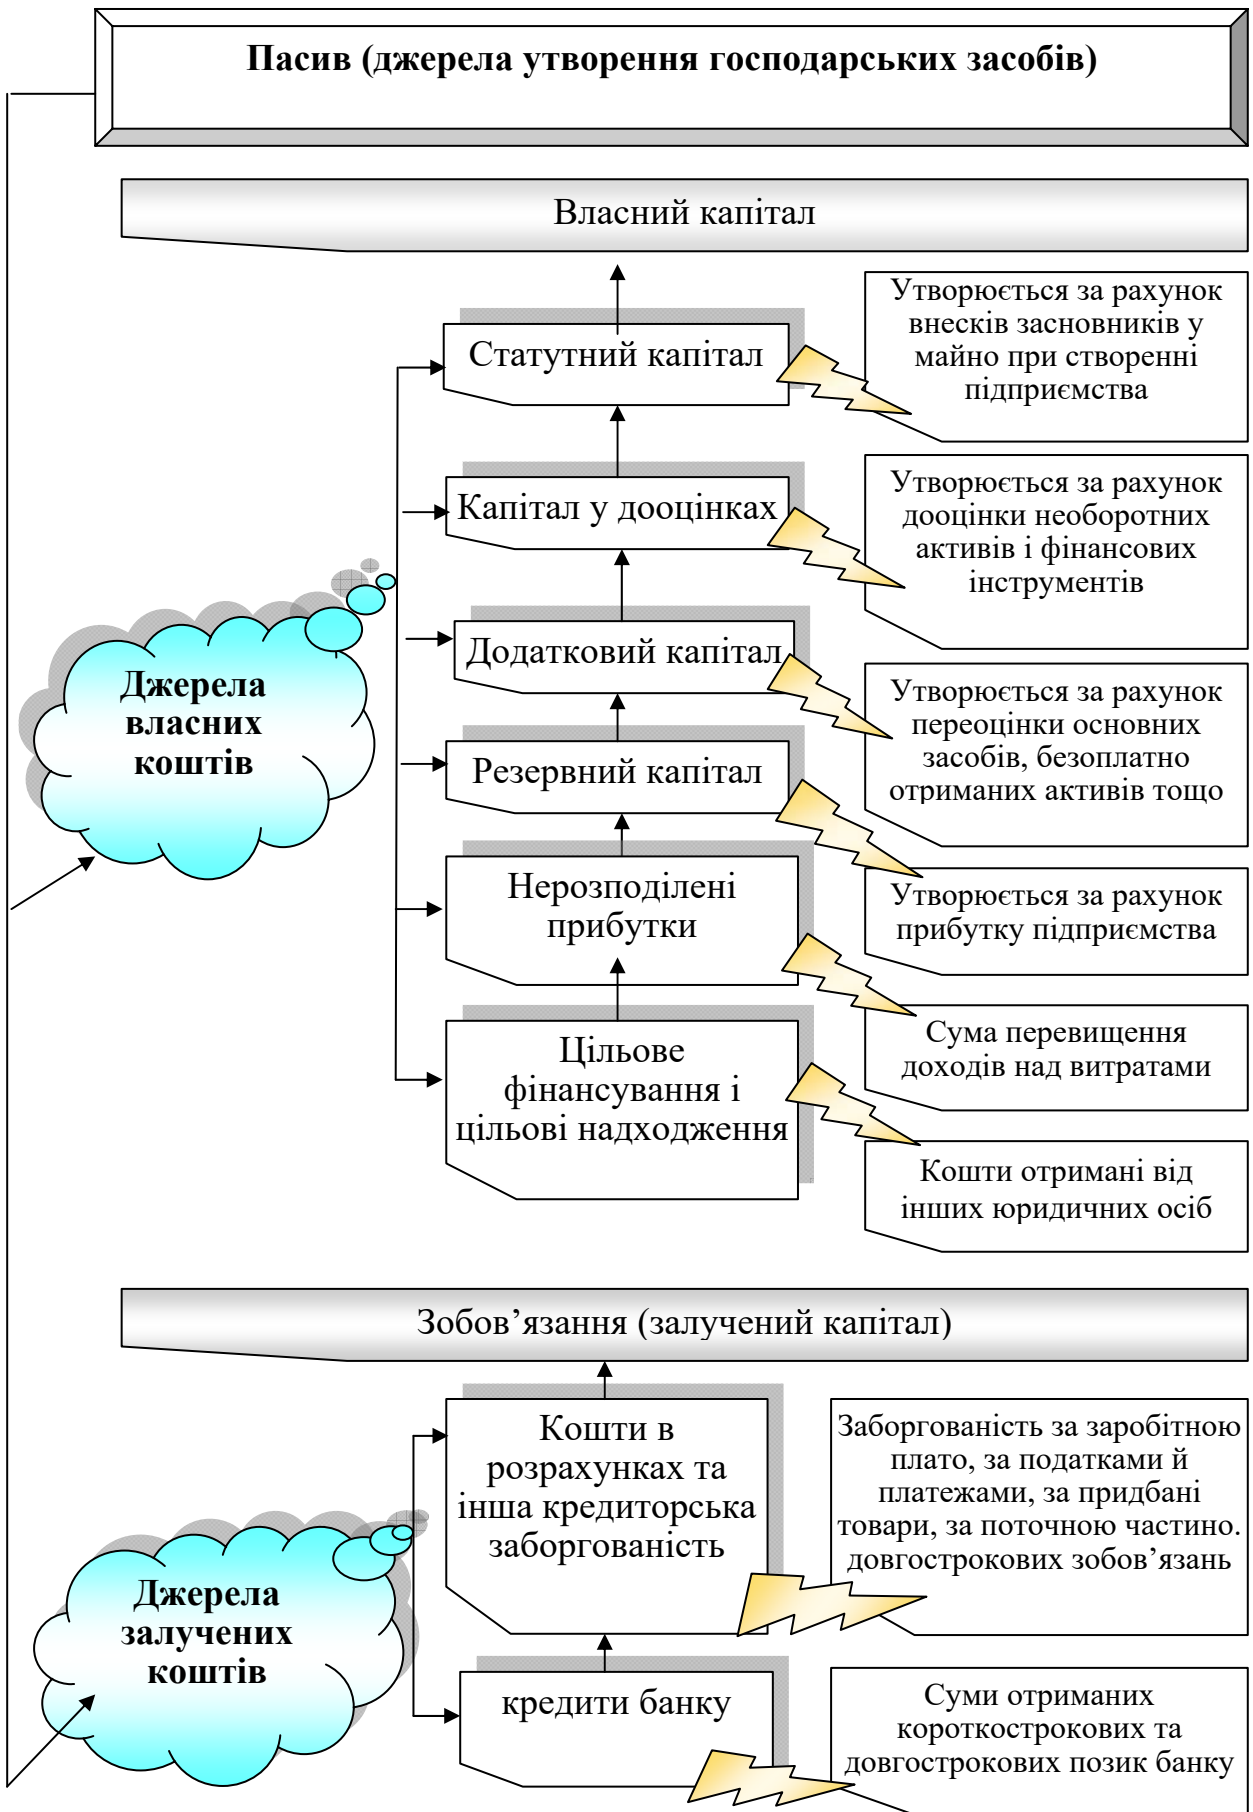 Пасив (джерела утворення господарських засобів)
Власний капітал
Статутний капітал
Утворюється за рахунок
внесків засновників у
майно при створенні
підприємства
Капітал у дооцінках
Утворюється за рахунок
дооцінки необоротних
активів і фінансових
інструментів
Джерела
власних
коштів
Додатковий капітал
Утворюється за рахунок
переоцінки основних
засобів, безоплатно
отриманих активів тощо
Резервний капітал
Утворюється за рахунок
прибутку підприємства
Нерозподілені
прибутки
Сума перевищення
доходів над витратами
Цільове
фінансування і
цільові надходження
Кошти отримані від
інших юридичних осіб
Зобов’язання (залучений капітал)
Джерела
залучених
коштів
Кошти в
розрахунках та
інша кредиторська
заборгованість
Заборгованість за заробітною
плато, за податками й
платежами, за придбані
товари, за поточною частино.
довгострокових зобов’язань
кредити банку
Суми отриманих
короткострокових та
довгострокових позик банку